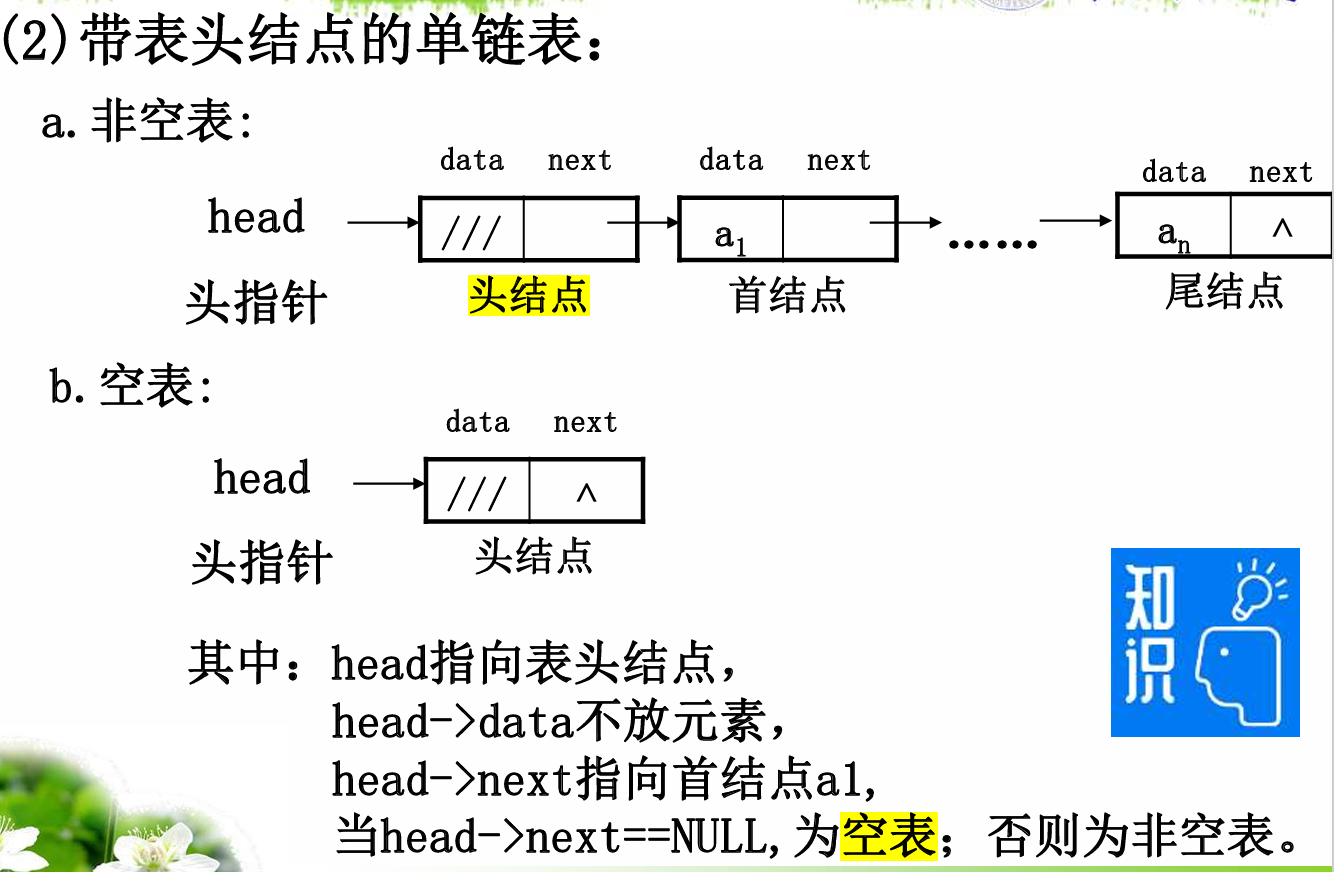 (2)带表头结点的单链表：
a.非空表:
data next data next data next
head /// a1 …… an ^
头指针 头结点 首结点 尾结点
b.空表:
data next
head /// ^
头指针 头结点
其中：head指向表头结点，
head->data不放元素，
head->next指向首结点a1,
当head->next==NULL,为空表；否则为非空表。
知识